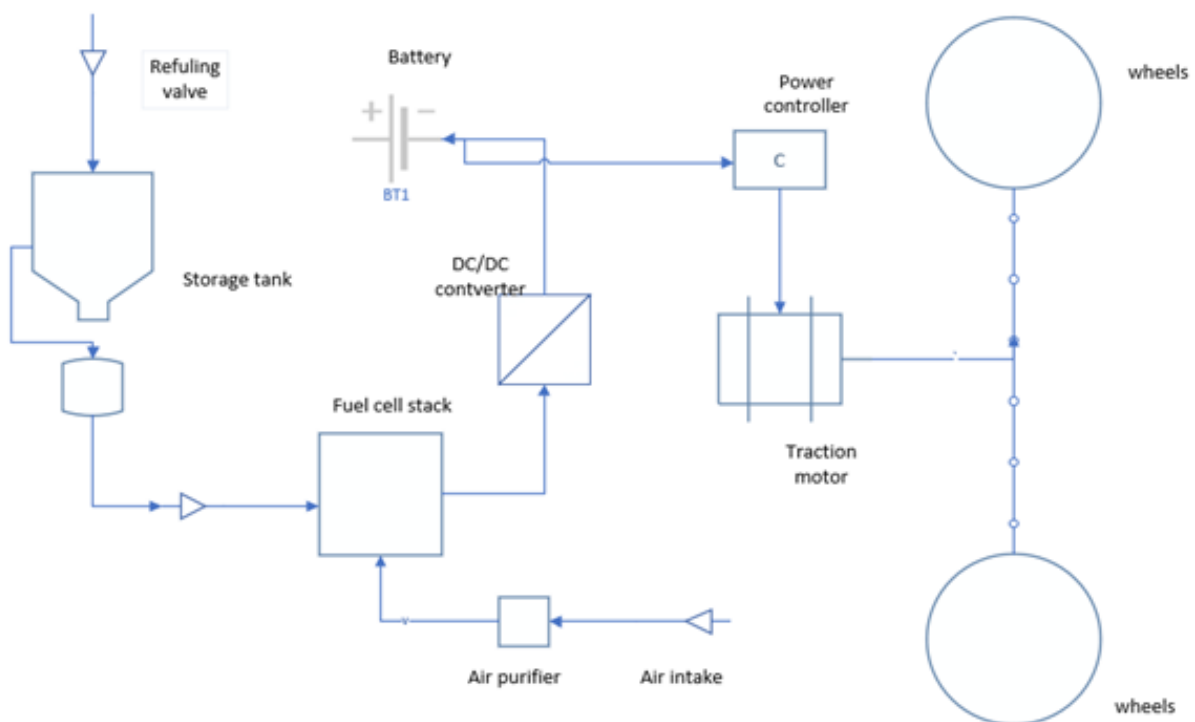 Refuling
valve
Battery
Power
controller
wheels
+
−
C
BT1
Storage tank
DC/DC
contverter
Fuel cell stack
Traction
motor
Air purifier
Air intake
wheels